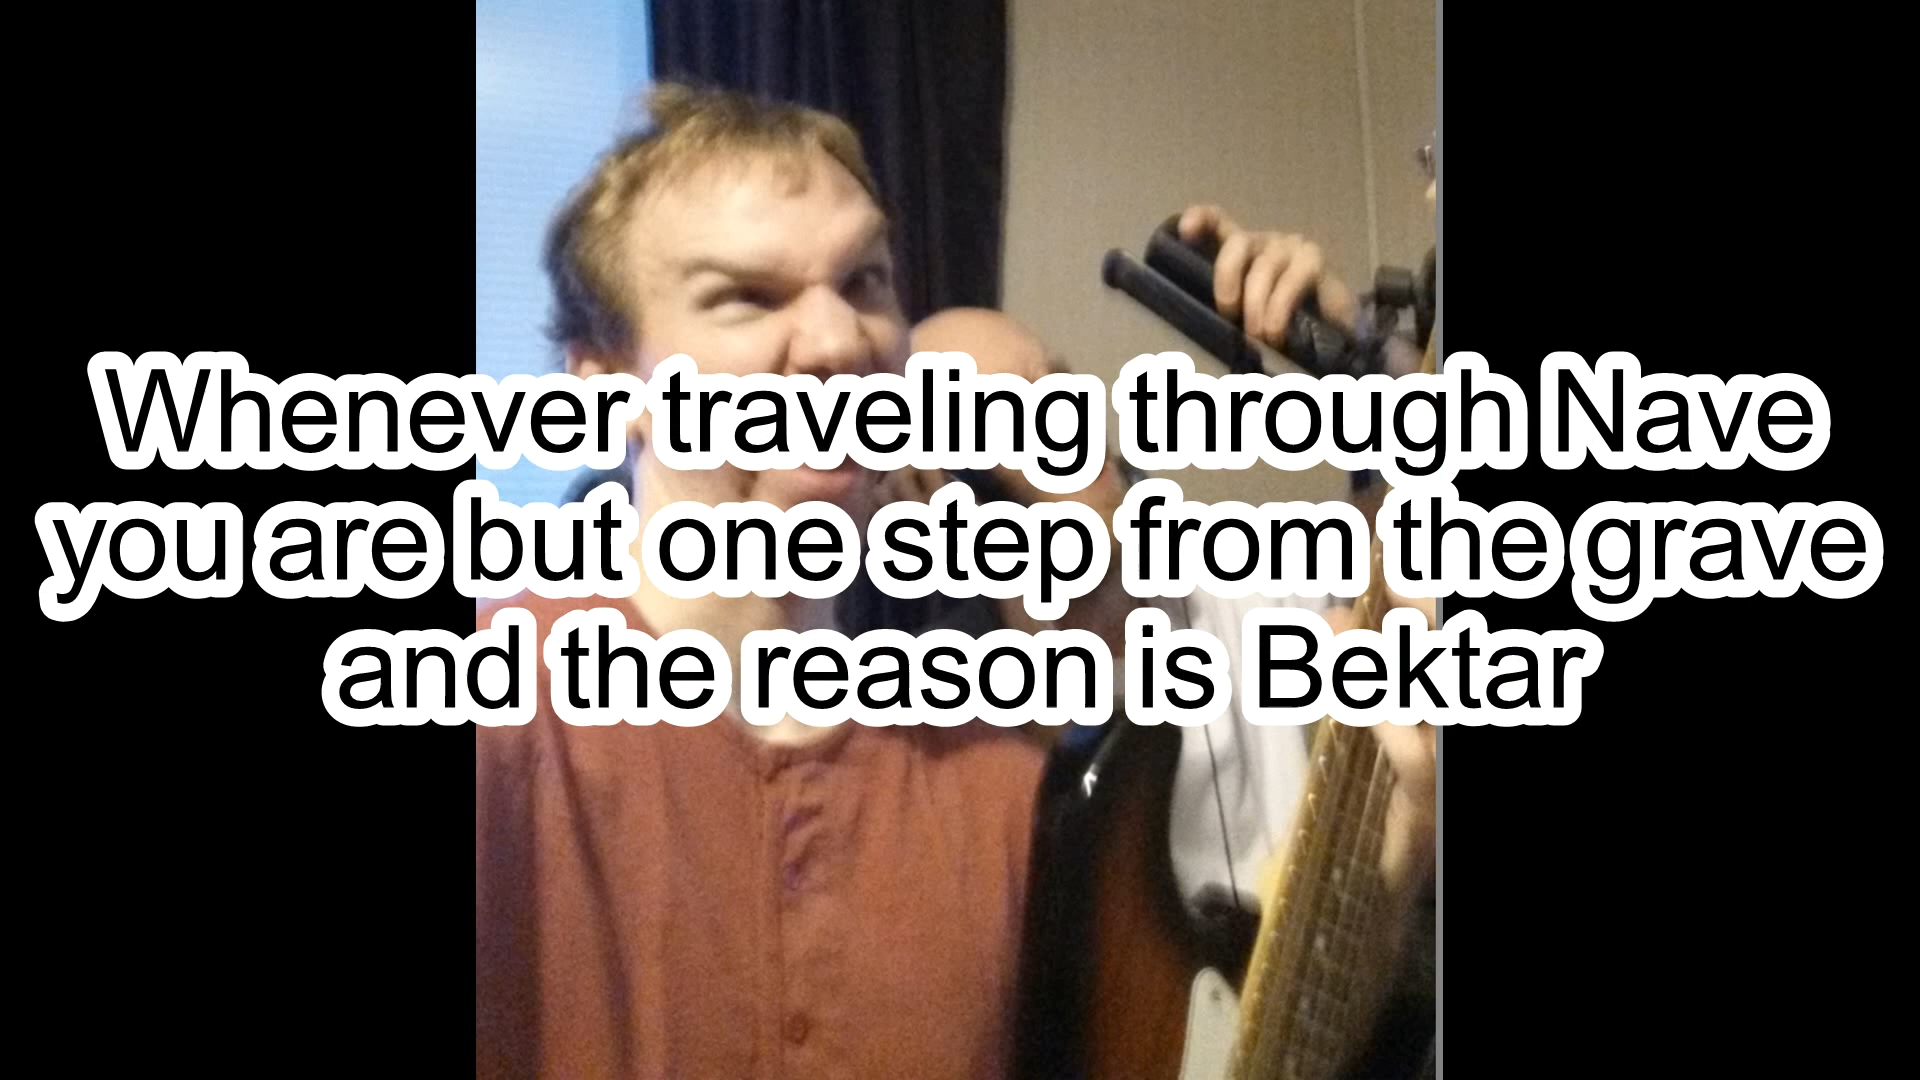 Whenever traveling through Nave
you are but one step from the grave
and the reason is Bektar